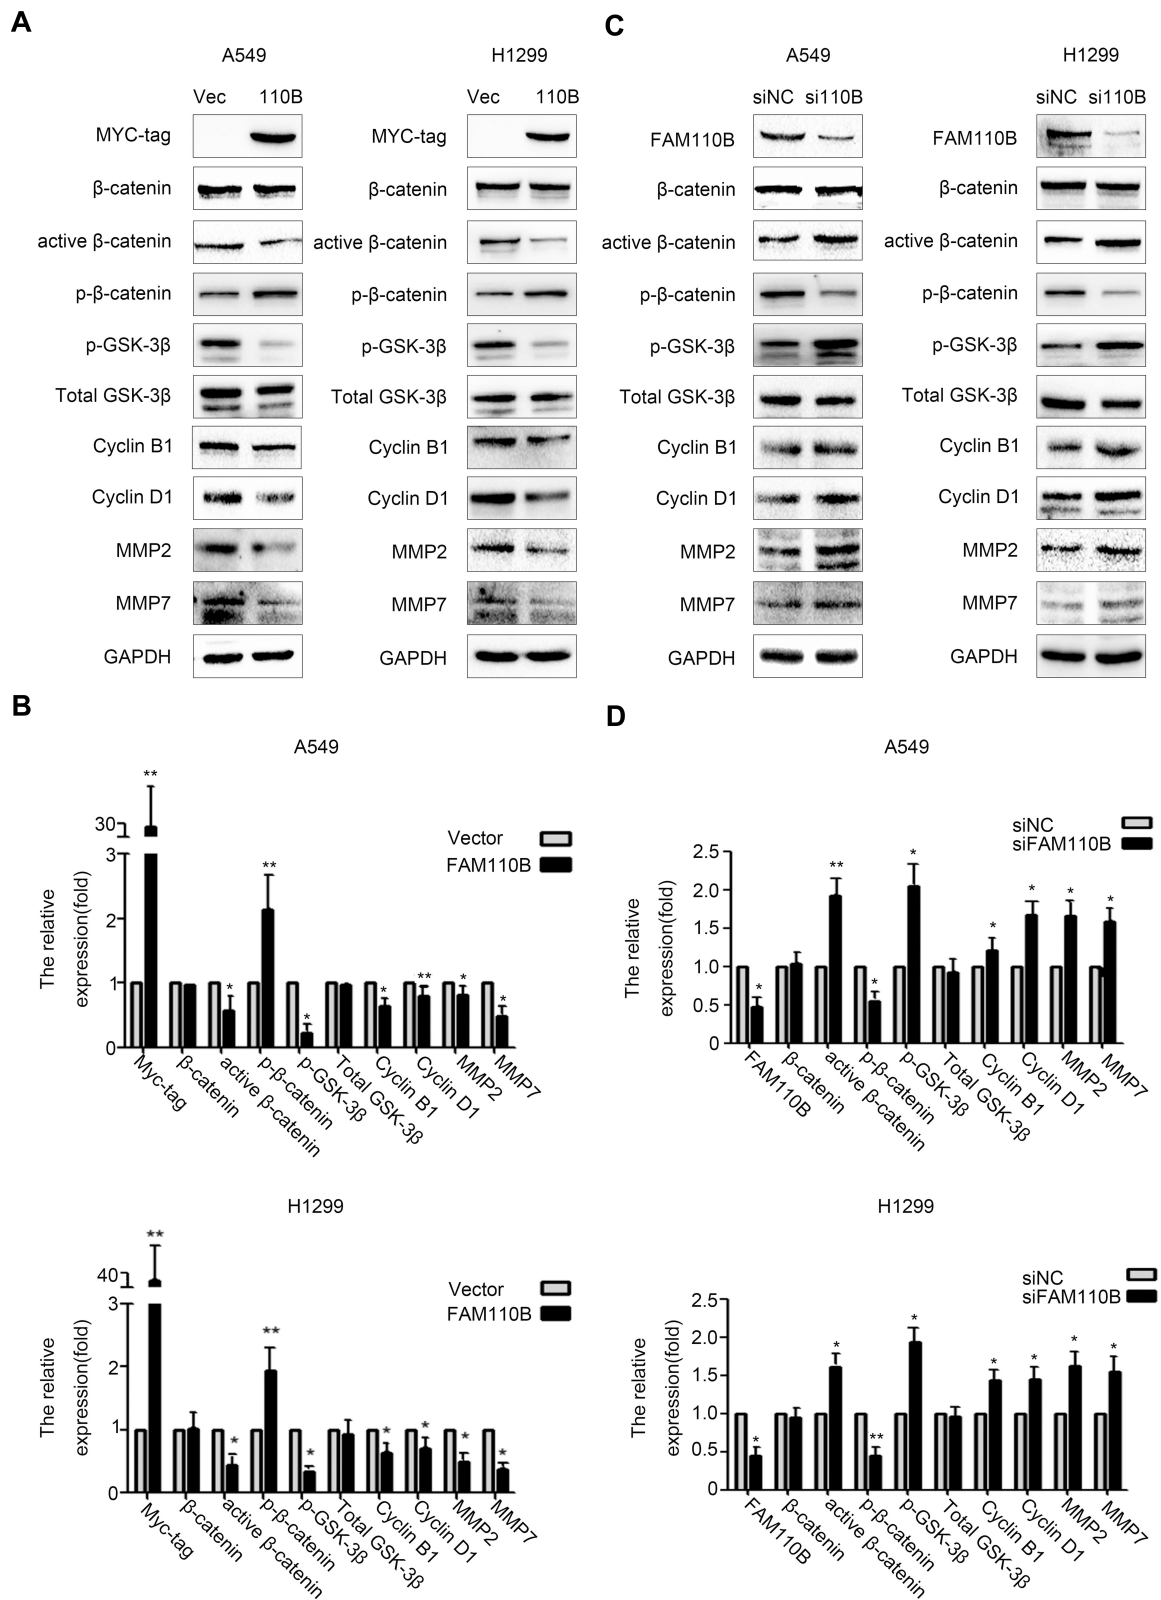 A
C
A549
H1299
A549
H1299
Vec 110B
Vec 110B
siNC si110B
siNC si110B
MYC-tag
β-catenin
active β-catenin
p-β-catenin
p-GSK-3β
Total GSK-3β
Cyclin B1
Cyclin D1
MMP2
MMP7
GAPDH
MYC-tag
β-catenin
active β-catenin
p-β-catenin
p-GSK-3β
Total GSK-3β
Cyclin B1
Cyclin D1
MMP2
MMP7
GAPDH
FAM110B
β-catenin
active β-catenin
p-β-catenin
p-GSK-3β
Total GSK-3β
Cyclin B1
Cyclin D1
MMP2
MMP7
GAPDH
FAM110B
β-catenin
active β-catenin
p-β-catenin
p-GSK-3β
Total GSK-3β
Cyclin B1
Cyclin D1
MMP2
MMP7
GAPDH
B
A549
The relative
expression(fold)
30
3
2
1
0
** * ** * * ** * *
Vector
FAM110B
Myc-tag
β-catenin
active β-catenin
p-β-catenin
p-GSK-3β
Total GSK-3β
Cyclin B1
Cyclin D1
MMP2
MMP7
H1299
The relative
expression(fold)
40
3
2
1
0
** * ** * * * * *
Vector
FAM110B
Myc-tag
β-catenin
active β-catenin
p-β-catenin
p-GSK-3β
Total GSK-3β
Cyclin B1
Cyclin D1
MMP2
MMP7
D
A549
The relative
expression(fold)
2.5
2.0
1.5
1.0
0.5
0
* ** * * * * * *
siNC
siFAM110B
FAM110B
β-catenin
active β-catenin
p-β-catenin
p-GSK-3β
Total GSK-3β
Cyclin B1
Cyclin D1
MMP2
MMP7
H1299
The relative
expression(fold)
2.5
2.0
1.5
1.0
0.5
0
* * ** * * * * *
siNC
siFAM110B
FAM110B
β-catenin
active β-catenin
p-β-catenin
p-GSK-3β
Total GSK-3β
Cyclin B1
Cyclin D1
MMP2
MMP7